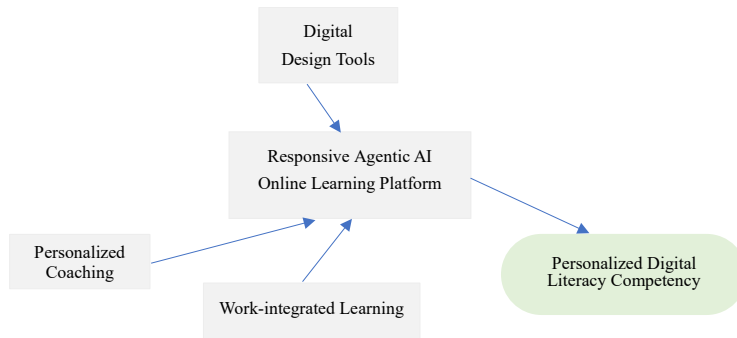 Digital
Design Tools
Responsive Agentic AI
Online Learning Platform
Personalized
Coaching
Work-integrated Learning
Personalized Digital
Literacy Competency